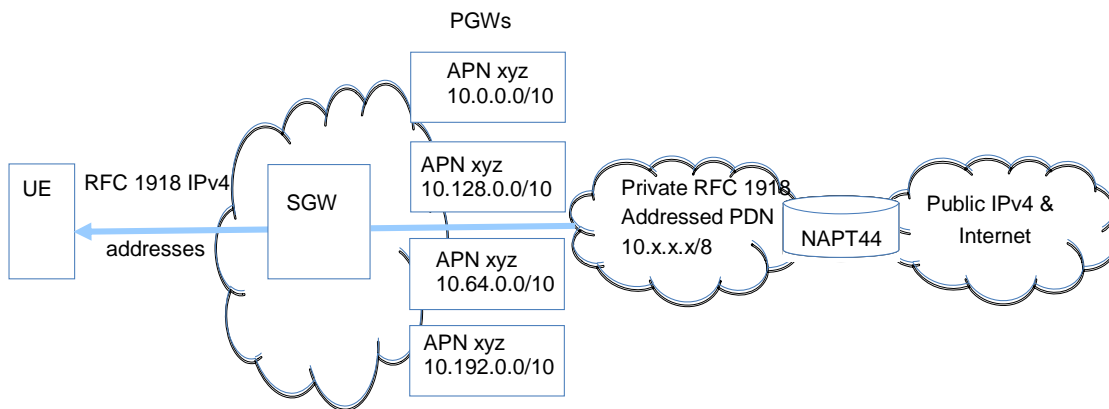 PGWs
APN xyz
10.0.0.0/10
UE
RFC 1918 IPv4
addresses
SGW
APN xyz
10.128.0.0/10
APN xyz
10.64.0.0/10
APN xyz
10.192.0.0/10
Private RFC 1918
Addressed PDN
10.x.x.x/8
NAPT44
Public IPv4 &
Internet